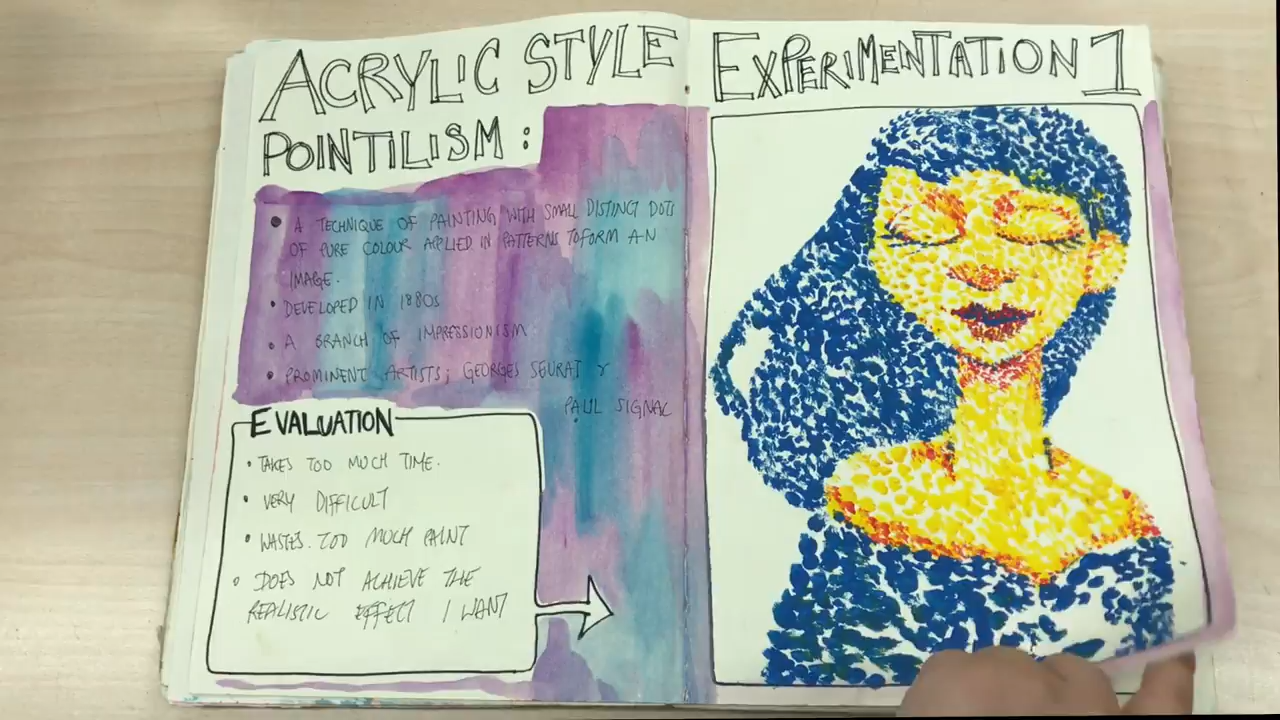 ACRYLIC STYLE EXPERIMENTATION 1
POINTILISM:
• A TECHNIQUE OF PAINTING WITH SMALL DISTINCT DOTS
OF PURE COLOUR APPLIED IN PATTERNS TO FORM AN
IMAGE.
• DEVELOPED IN 1880s
• A BRANCH OF IMPRESSIONISM
• PROMINENT ARTISTS; GEORGES SEURAT &
PAUL SIGNAC
EVALUATION
• TAKES TOO MUCH TIME.
• VERY DIFFICULT
• WASTES TOO MUCH PAINT
• DOES NOT ACHIEVE THE
REALISTIC EFFECT I WANT